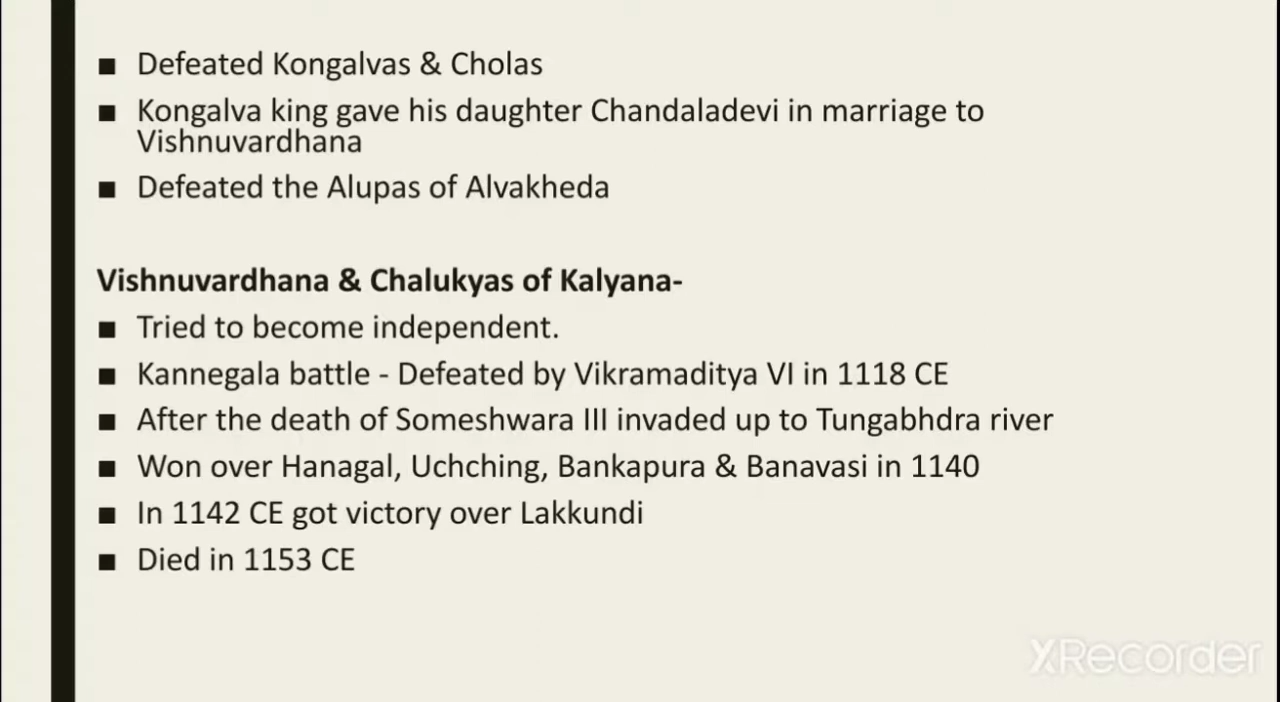 ■ Defeated Kongalvas & Cholas
■ Kongalva king gave his daughter Chandaladevi in marriage to
Vishnuvardhana
■ Defeated the Alupas of Alvakheda
Vishnuvardhana & Chalukyas of Kalyana-
■ Tried to become independent.
■ Kannegala battle - Defeated by Vikramaditya VI in 1118 CE
■ After the death of Someshwara III invaded up to Tungabhdra river
■ Won over Hanagal, Uchching, Bankapura & Banavasi in 1140
■ In 1142 CE got victory over Lakkundi
■ Died in 1153 CE
XRecorder